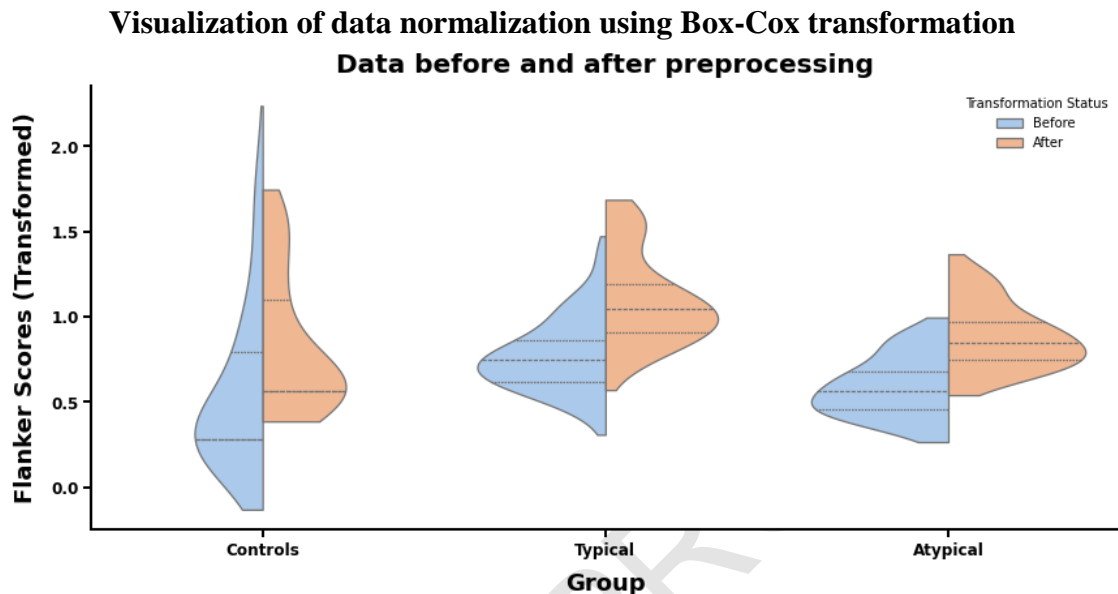 Visualization of data normalization using Box-Cox transformation
Data before and after preprocessing
Flanker Scores (Transformed)
2.0
1.5
1.0
0.5
0.0
Transformation Status
Before
After
Controls
Typical
Atypical
Group